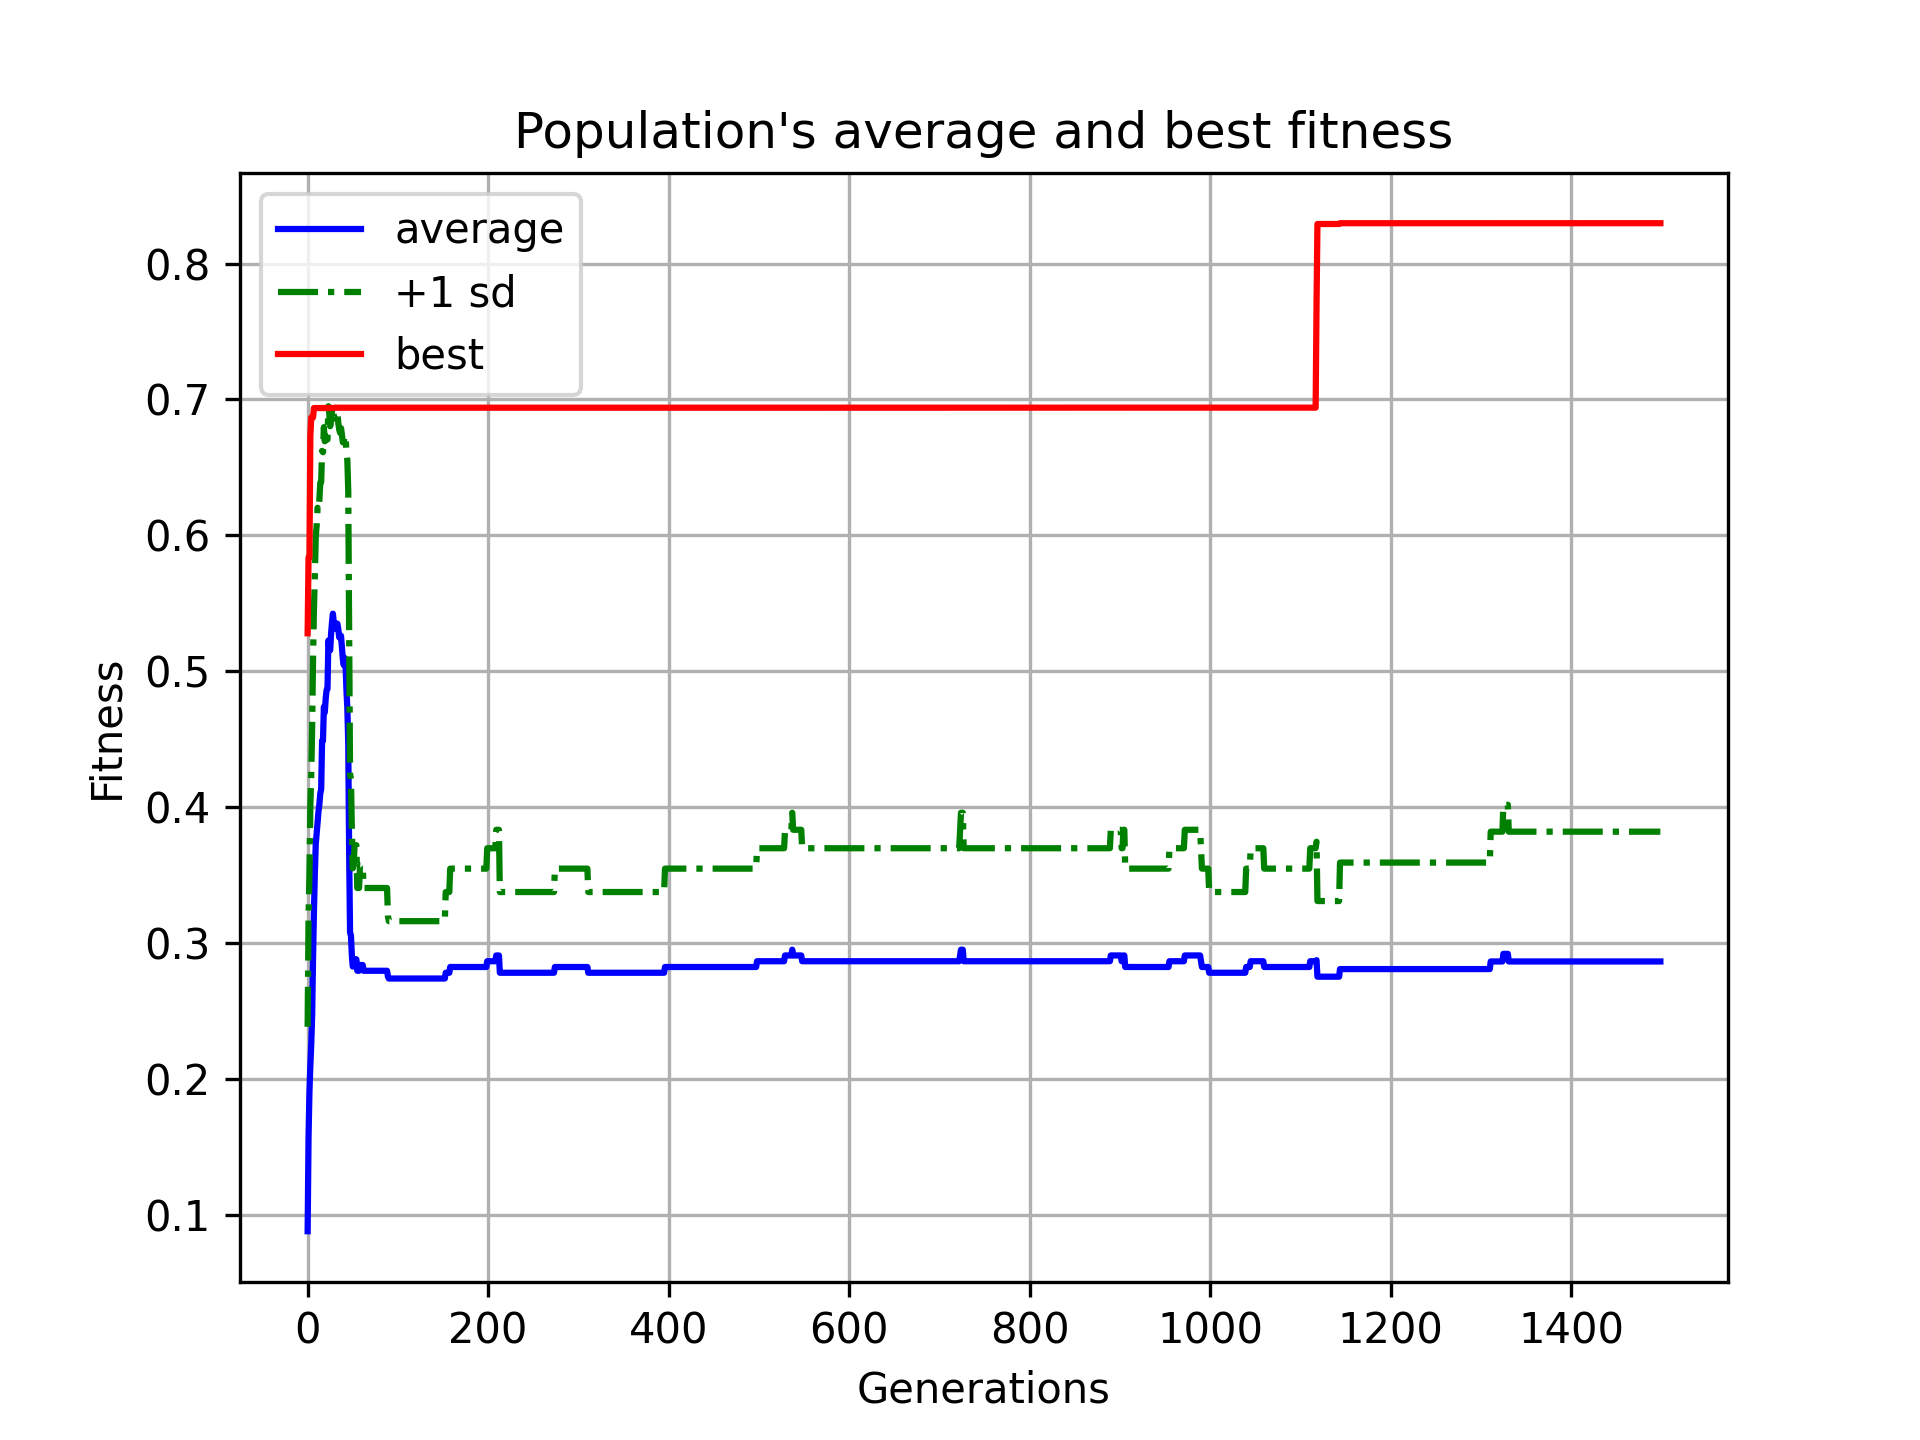 Population's average and best fitness
average
+1 sd
best
0.8
0.7
0.6
0.5
0.4
0.3
0.2
0.1
Fitness
0 200 400 600 800 1000 1200 1400
Generations